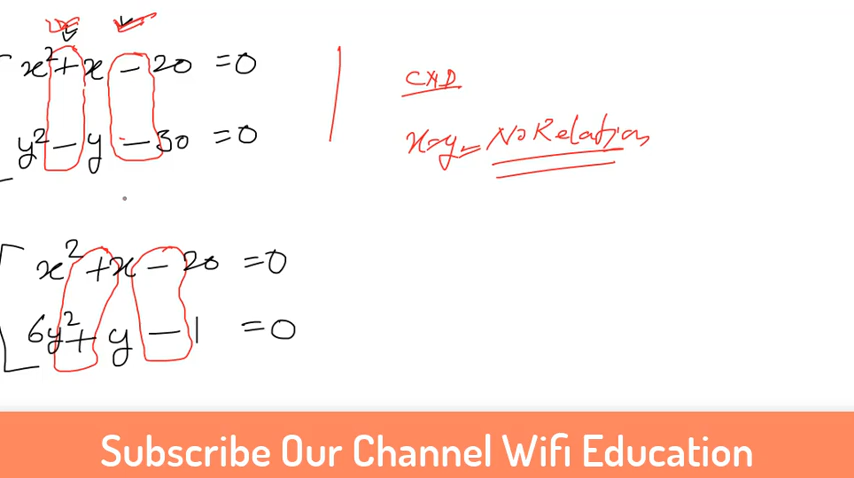 x² + x - 20 = 0
y² - y - 30 = 0
CND
x=y= No Relation
x² + x - 20 = 0
6y² + y - 1 = 0
Subscribe Our Channel Wifi Education